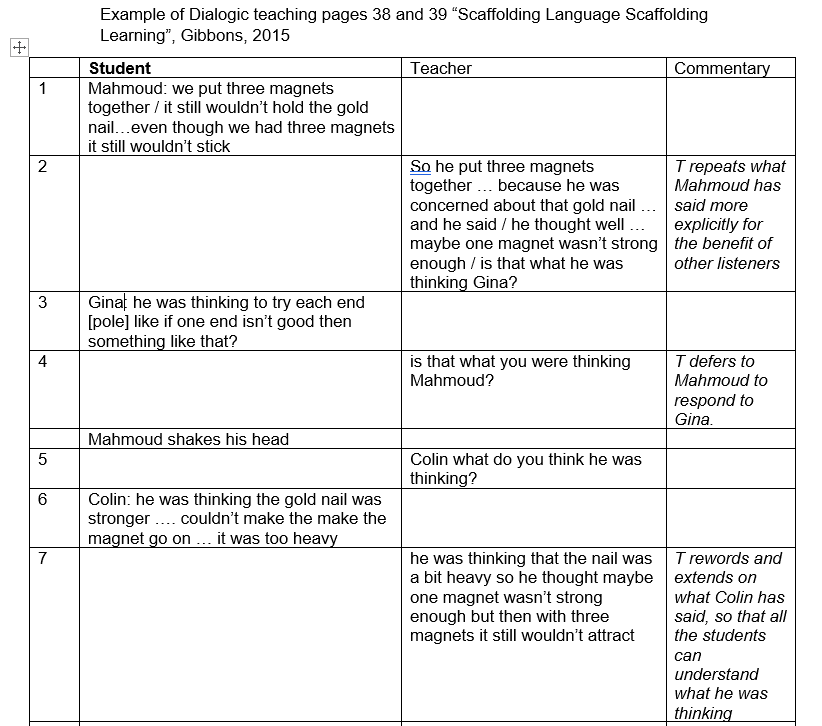 Example of Dialogic teaching pages 38 and 39 “Scaffolding Language Scaffolding
Learning”, Gibbons, 2015
Student Teacher Commentary
1 Mahmoud: we put three magnets
together / it still wouldn’t hold the gold
nail…even though we had three magnets
it still wouldn’t stick
2 So he put three magnets
together … because he was
concerned about that gold nail …
and he said / he thought well …
maybe one magnet wasn’t strong
enough / is that what he was
thinking Gina?
T repeats what
Mahmoud has
said more
explicitly for
the benefit of
other listeners
3 Gina: he was thinking to try each end
[pole] like if one end isn’t good then
something like that?
4 is that what you were thinking
Mahmoud?
T defers to
Mahmoud to
respond to
Gina.
Mahmoud shakes his head
5 Colin what do you think he was
thinking?
6 Colin: he was thinking the gold nail was
stronger …. couldn’t make the make the
magnet go on … it was too heavy
7 he was thinking that the nail was
a bit heavy so he thought maybe
one magnet wasn’t strong
enough but then with three
magnets it still wouldn’t attract
T rewords and
extends on
what Colin has
said, so that all
the students
can
understand
what he was
thinking